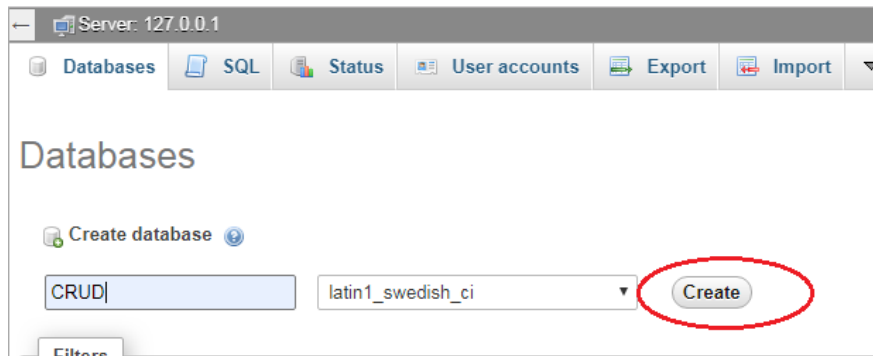 ← Server: 127.0.0.1
Databases SQL Status User accounts Export Import
Databases
Create database
CRUD latin1_swedish_ci Create
Filters